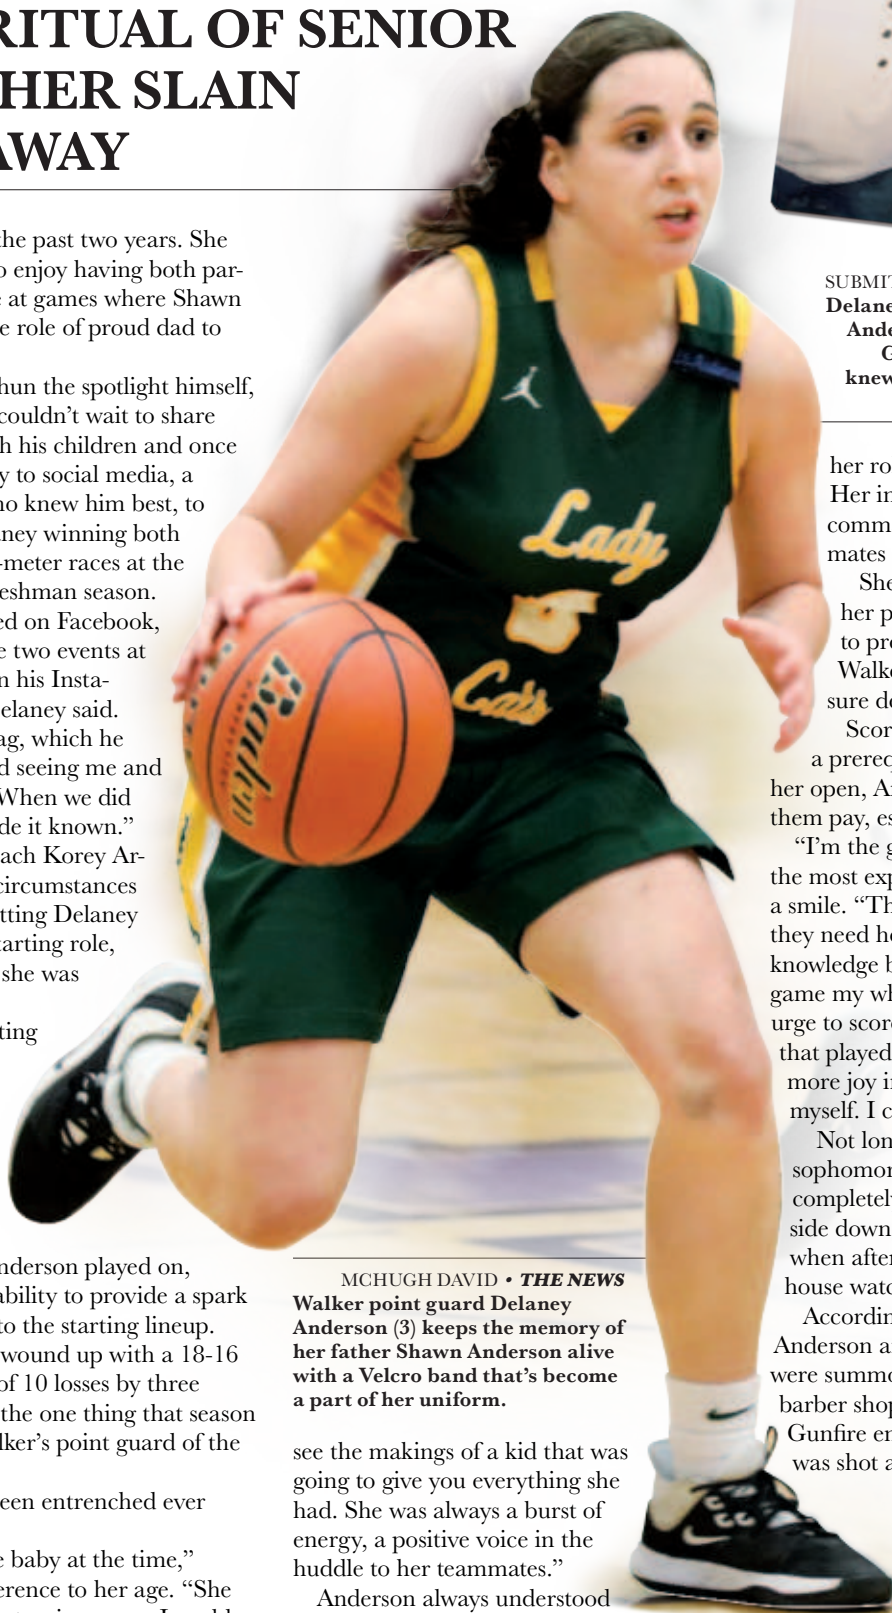 RITUAL OF SENIOR
HER SLAIN
AWAY
the past two years. She
o enjoy having both par-
e at games where Shawn
e role of proud dad to
hun the spotlight himself,
couldn't wait to share
h his children and once
y to social media, a
ho knew him best, to
ney winning both
-meter races at the
eshman season.
ed on Facebook,
e two events at
n his Insta-
elaney said.
ag, which he
d seeing me and
When we did
de it known."
ach Korey Ar-
circumstances
tting Delaney
tarting role,
she was
ting
nderson played on,
ability to provide a spark
to the starting lineup.
wound up with a 18-16
of 10 losses by three
the one thing that season
lker's point guard of the
een entrenched ever
e baby at the time,"
erence to her age. "She
Lady
Cats
Baden
MCHUGH DAVID • THE NEWS
Walker point guard Delaney
Anderson (3) keeps the memory of
her father Shawn Anderson alive
with a Velcro band that's become
a part of her uniform.
see the makings of a kid that was
going to give you everything she
had. She was always a burst of
energy, a positive voice in the
huddle to her teammates."
Anderson always understood
SUBMIT
Delane
Ande
G
knew
her ro
Her in
comm
mates
She
her p
to pr
Walk
sure d
Scor
a prereq
her open, A
them pay, es
"I'm the g
the most exp
a smile. "Th
they need h
knowledge b
game my wh
urge to score
that played
more joy i
myself. I c
Not lon
sophomor
completely
side down
when after
house watc
Accordin
Anderson a
were summo
barber shop
Gunfire er
was shot a